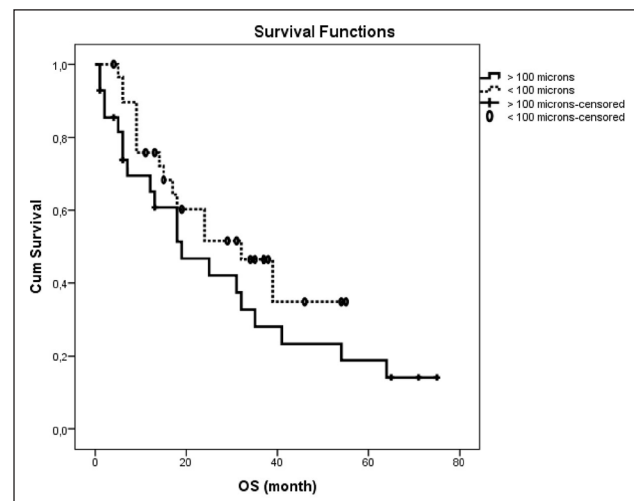 Survival Functions
> 100 microns
< 100 microns
> 100 microns-censored
< 100 microns-censored
Cum Survival
1,0
0,8
0,6
0,4
0,2
0,0
0
20
40
60
80
OS (month)